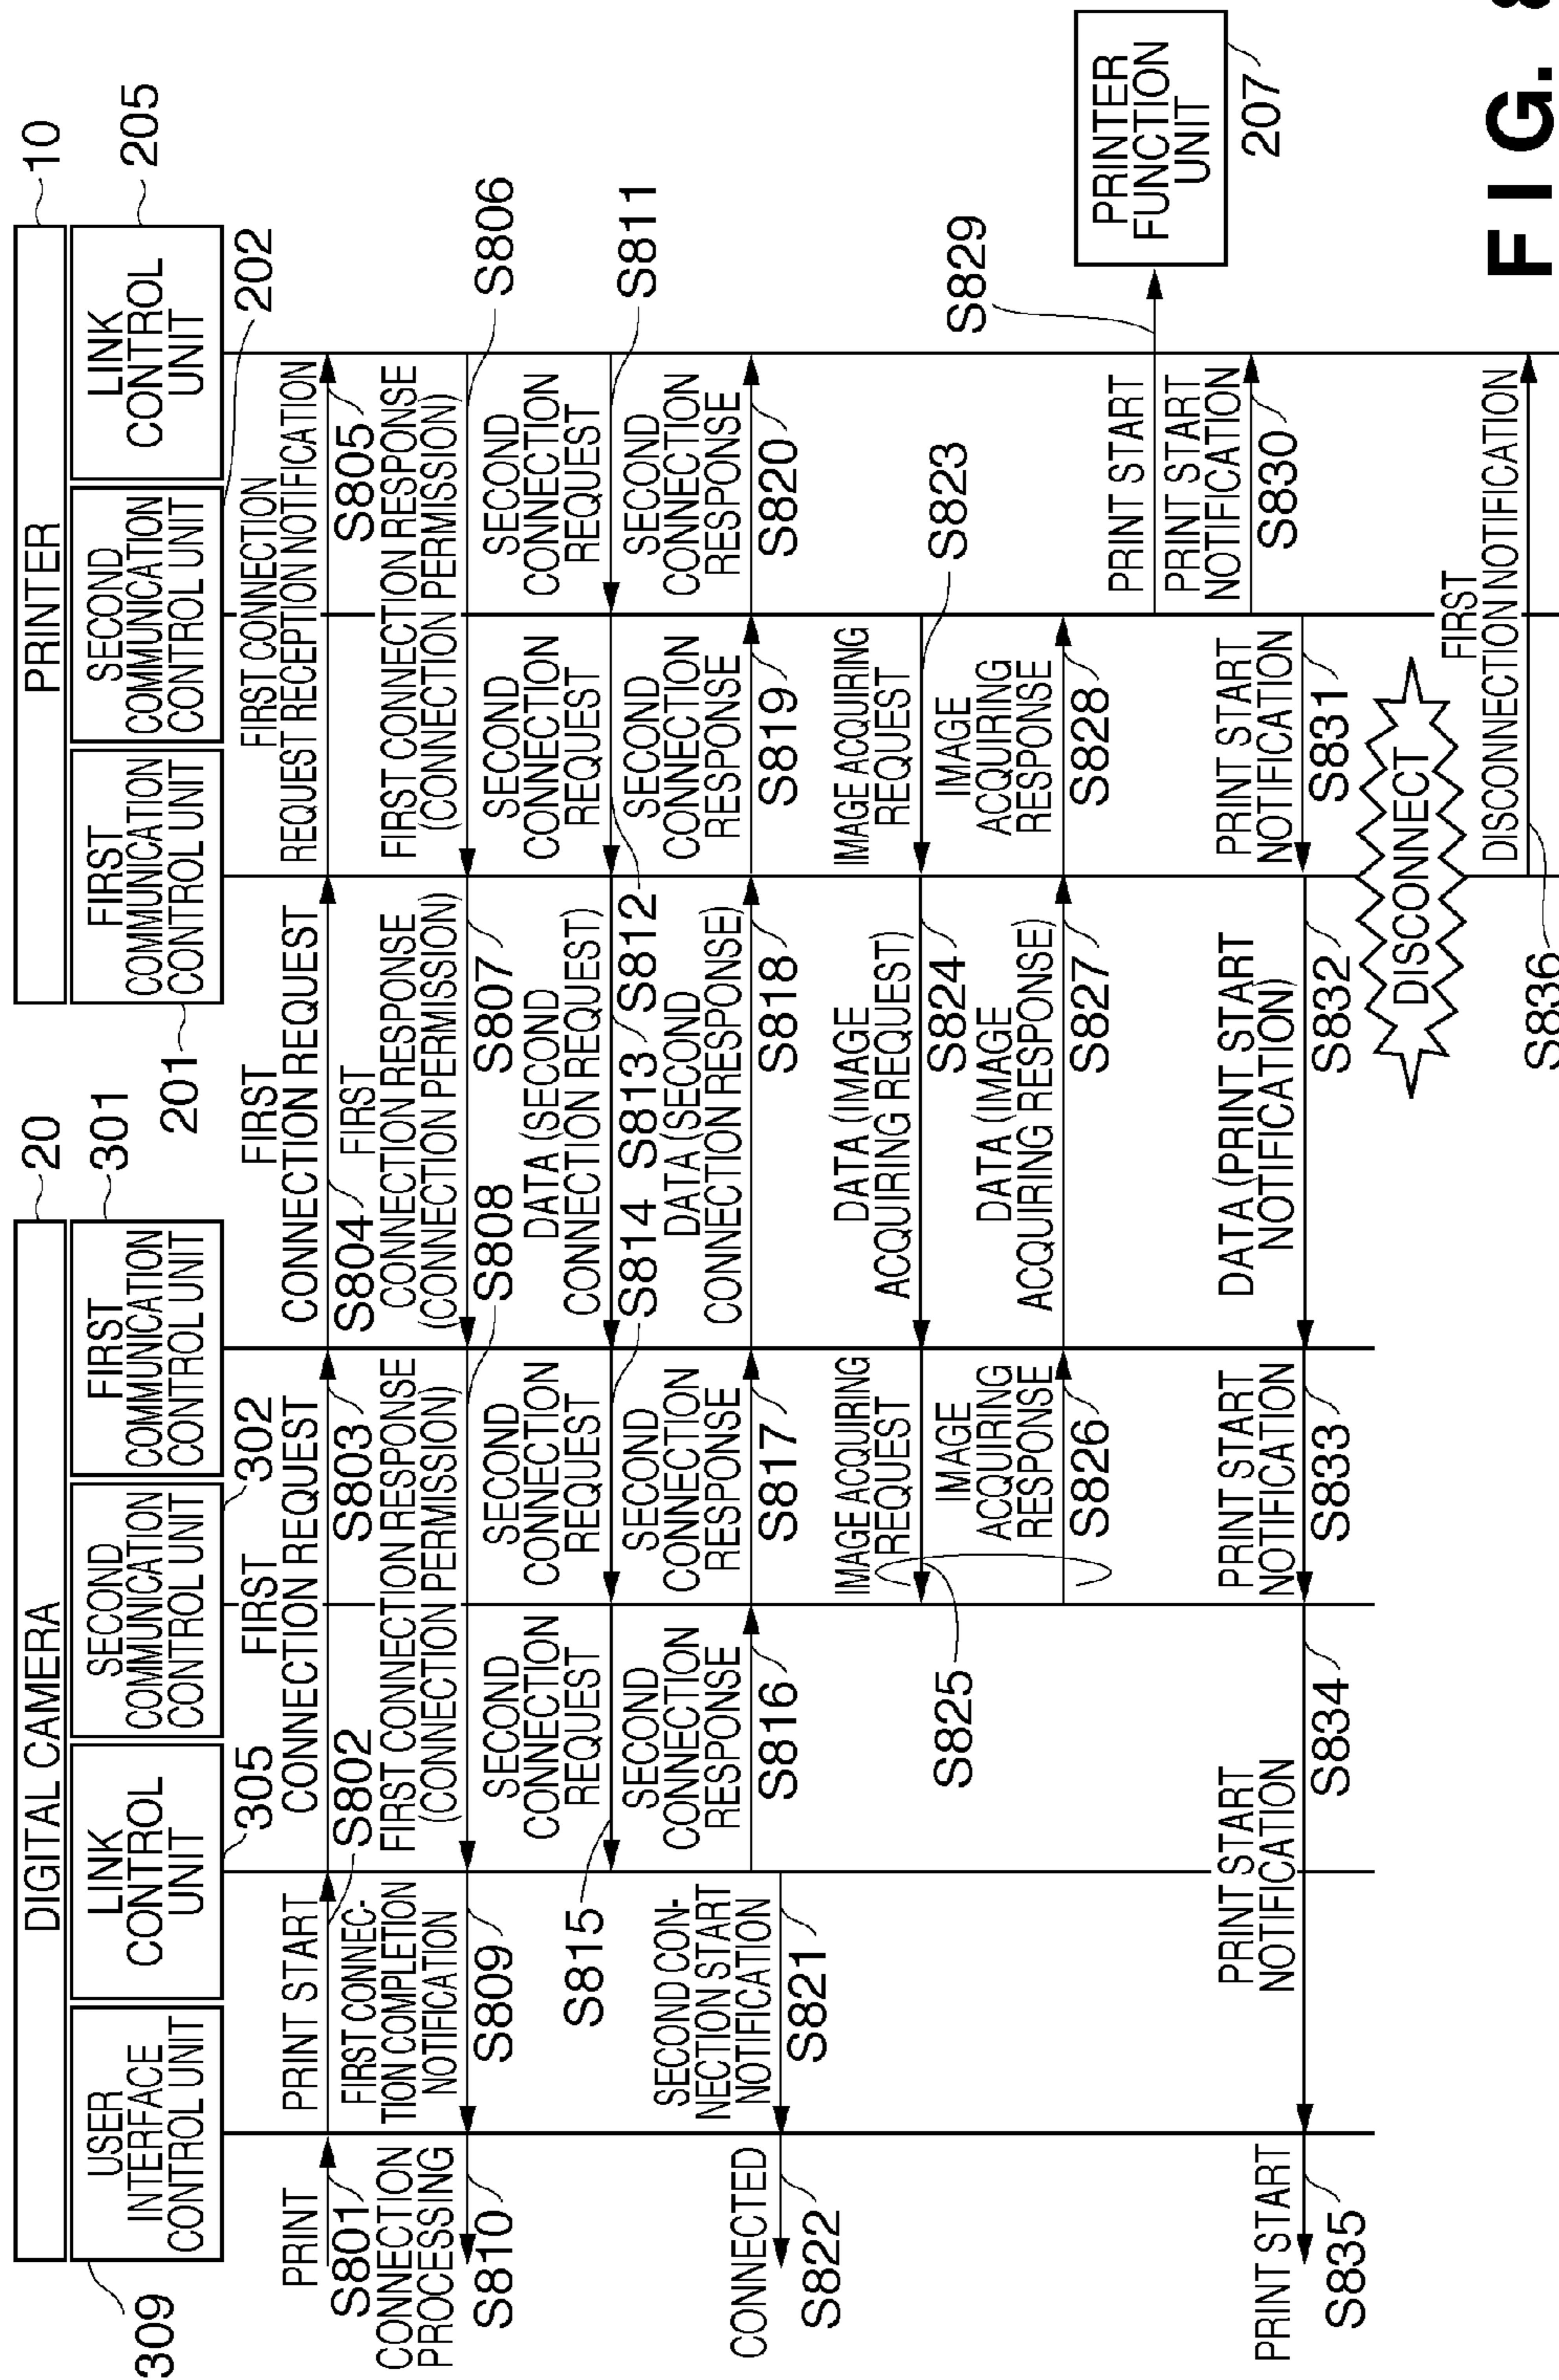 DIGITAL CAMERA
20
PRINTER
10
309
USER
INTERFACE
CONTROL UNIT
LINK
CONTROL
UNIT
305
SECOND
COMMUNICATION
CONTROL UNIT
302
FIRST
COMMUNICATION
CONTROL UNIT
301
201
FIRST
COMMUNICATION
CONTROL UNIT
SECOND
COMMUNICATION
CONTROL UNIT
202
LINK
CONTROL
UNIT
205
PRINT
S801
PRINT START
S802
FIRST
CONNECTION REQUEST
S803
FIRST
CONNECTION REQUEST
S804
FIRST CONNECTION
REQUEST RECEPTION NOTIFICATION
S805
CONNECTION
PROCESSING
S810
FIRST CONNEC-
TION COMPLETION
NOTIFICATION
S809
FIRST CONNECTION RESPONSE
(CONNECTION PERMISSION)
S808
FIRST
CONNECTION RESPONSE
(CONNECTION PERMISSION)
S807
FIRST CONNECTION RESPONSE
(CONNECTION PERMISSION)
S806
SECOND
CONNECTION
REQUEST
S815
SECOND
CONNECTION
REQUEST
S814
DATA (SECOND
CONNECTION REQUEST)
S813
SECOND
CONNECTION
REQUEST
S812
SECOND
CONNECTION
REQUEST
S811
SECOND
CONNECTION
RESPONSE
S816
SECOND
CONNECTION
RESPONSE
S817
DATA (SECOND
CONNECTION RESPONSE)
S818
SECOND
CONNECTION
RESPONSE
S819
SECOND
CONNECTION
RESPONSE
S820
CONNECTED
S822
SECOND CON-
NECTION START
NOTIFICATION
S821
IMAGE ACQUIRING
REQUEST
S825
DATA (IMAGE
ACQUIRING REQUEST)
S824
IMAGE ACQUIRING
REQUEST
S823
IMAGE
ACQUIRING
RESPONSE
S826
DATA (IMAGE
ACQUIRING RESPONSE)
S827
IMAGE
ACQUIRING
RESPONSE
S828
PRINT START
S829
PRINTER
FUNCTION
UNIT
207
PRINT START
NOTIFICATION
S830
PRINT START
S835
PRINT START
NOTIFICATION
S834
PRINT START
NOTIFICATION
S833
DATA (PRINT START
NOTIFICATION)
S832
PRINT START
NOTIFICATION
S831
DISCONNECT
FIRST
DISCONNECTION NOTIFICATION
S836
FIG. 8